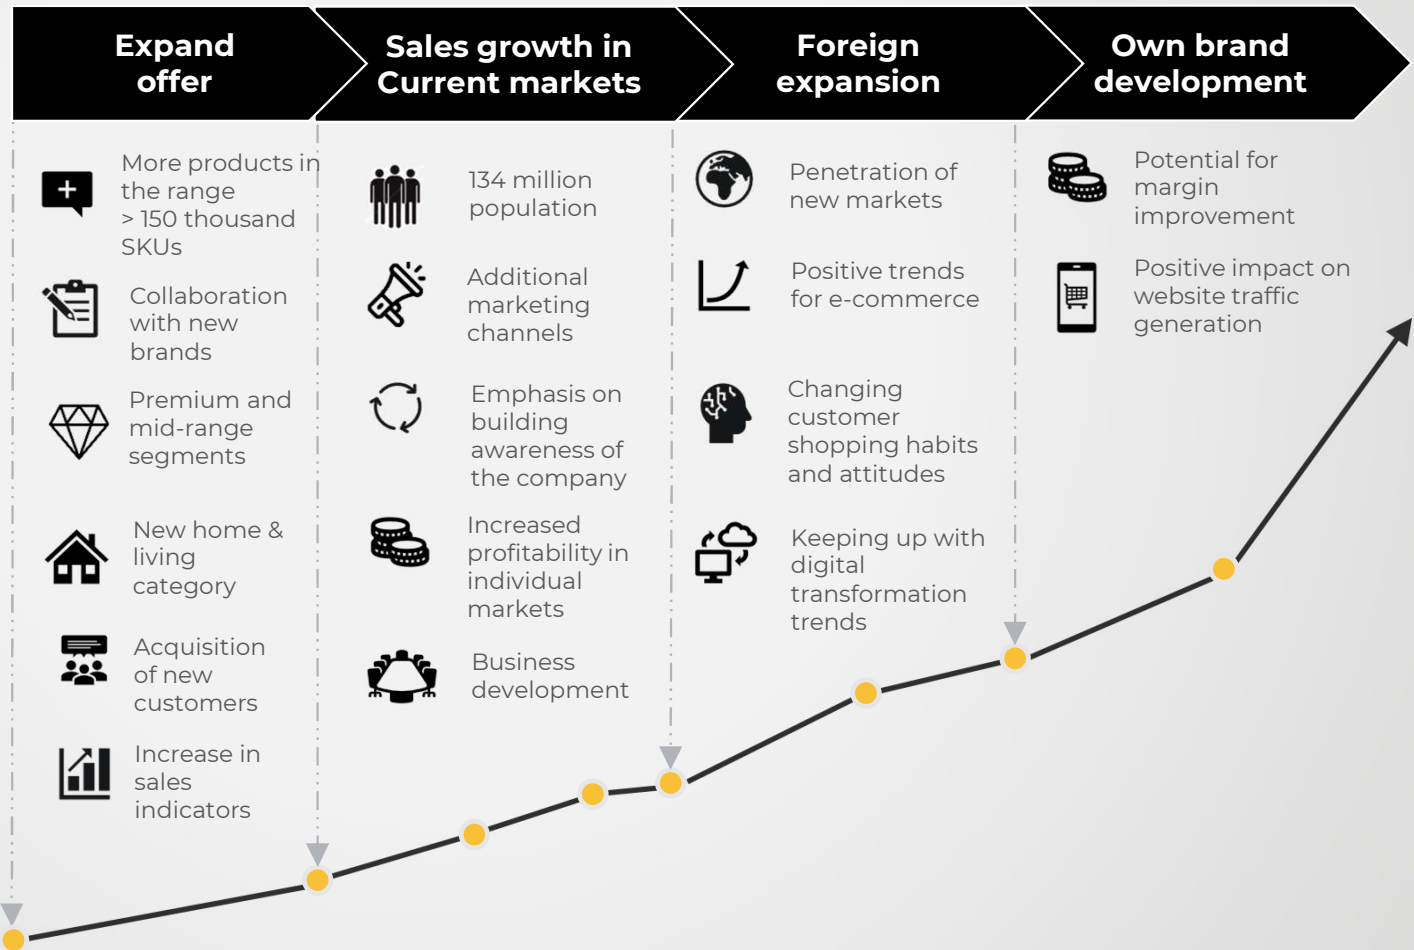 Expand
offer
Sales growth in
Current markets
Foreign
expansion
Own brand
development
More products in
the range
> 150 thousand
SKUs
Collaboration
with new
brands
Premium and
mid-range
segments
New home &
living
category
Acquisition
of new
customers
Increase in
sales
indicators
134 million
population
Additional
marketing
channels
Emphasis on
building
awareness of
the company
Increased
profitability in
individual
markets
Business
development
Penetration of
new markets
Positive trends
for e-commerce
Changing
customer
shopping habits
and attitudes
Keeping up with
digital
transformation
trends
Potential for
margin
improvement
Positive impact on
website traffic
generation